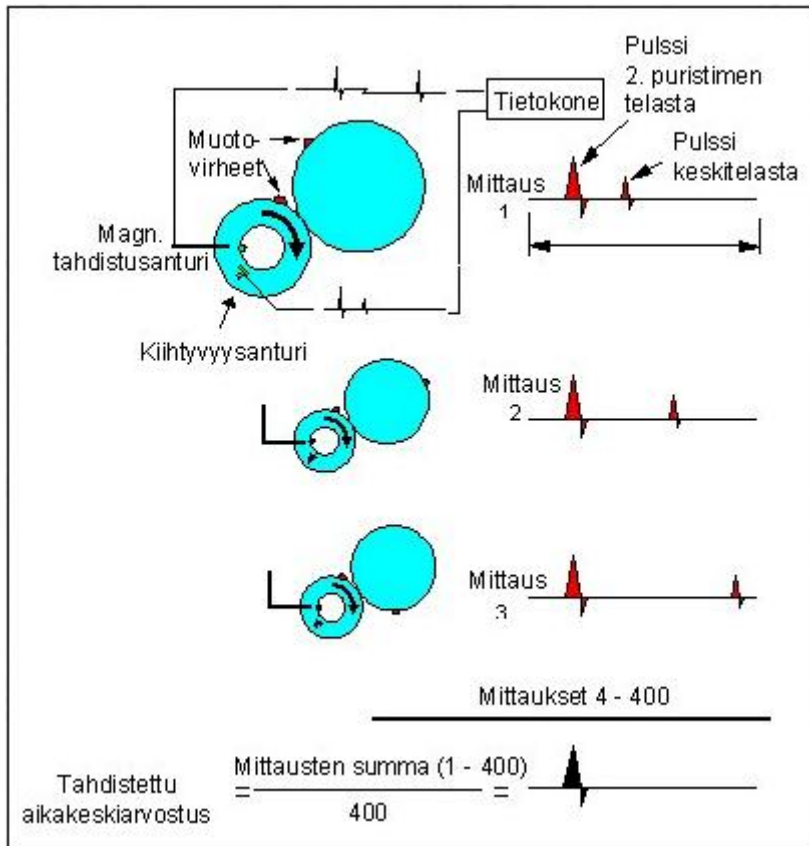 Pulssi
2. puristimen
telasta
Tietokone
Muoto-
virheet
Pulssi
keskitelasta
Mittaus
1
Magn.
tahdistusanturi
Kiihtyvyysanturi
Mittaus
2
Mittaus
3
Mittaukset 4 - 400
Tahdistettu
aikakeskiarvostus
=
Mittausten summa (1 - 400)
400
=